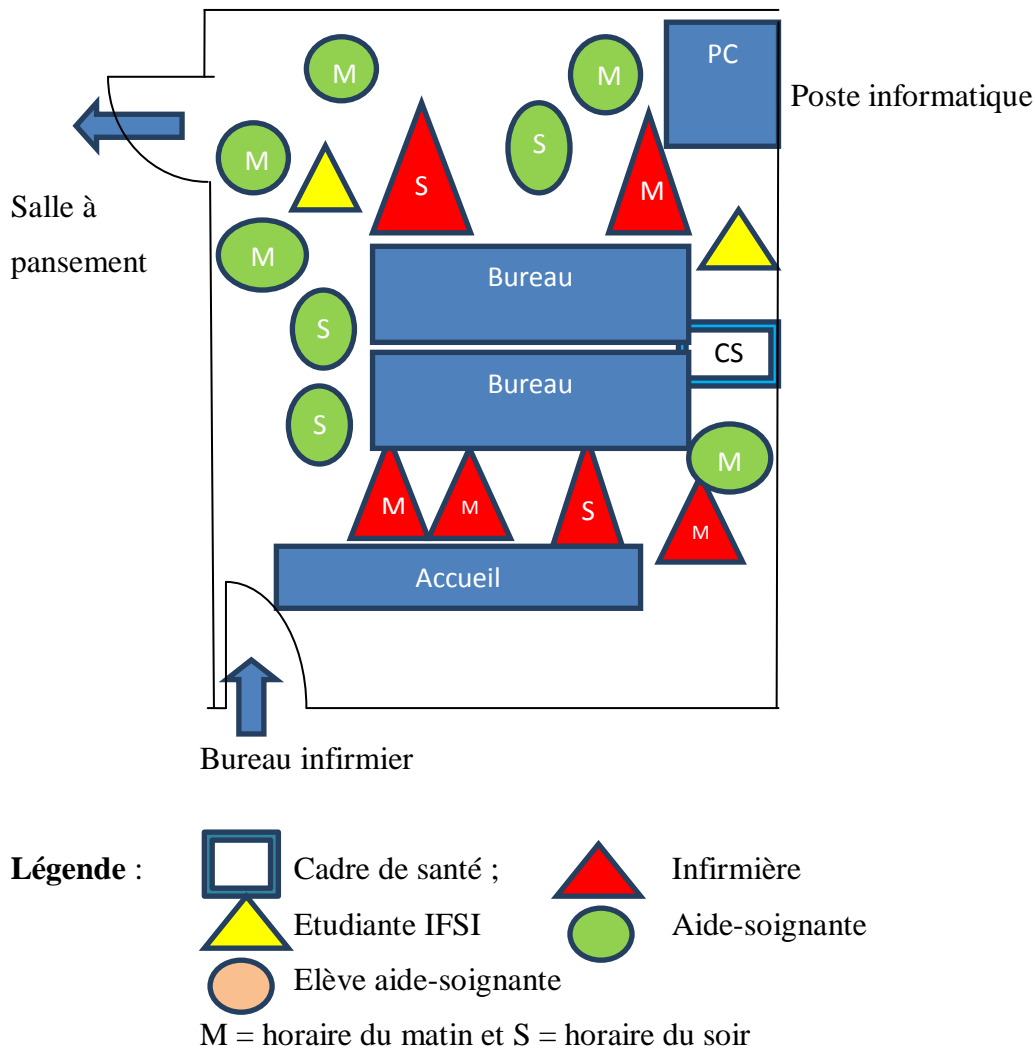 PC
M
M
Poste informatique
S
M
S
M
Salle à
pansement
M
Bureau
S
CS
Bureau
S
M
M
M
S
M
Accueil
Bureau infirmier
Légende :
Cadre de santé ;
Infirmière
Etudiante IFSI
Aide-soignante
Elève aide-soignante
M = horaire du matin et S = horaire du soir